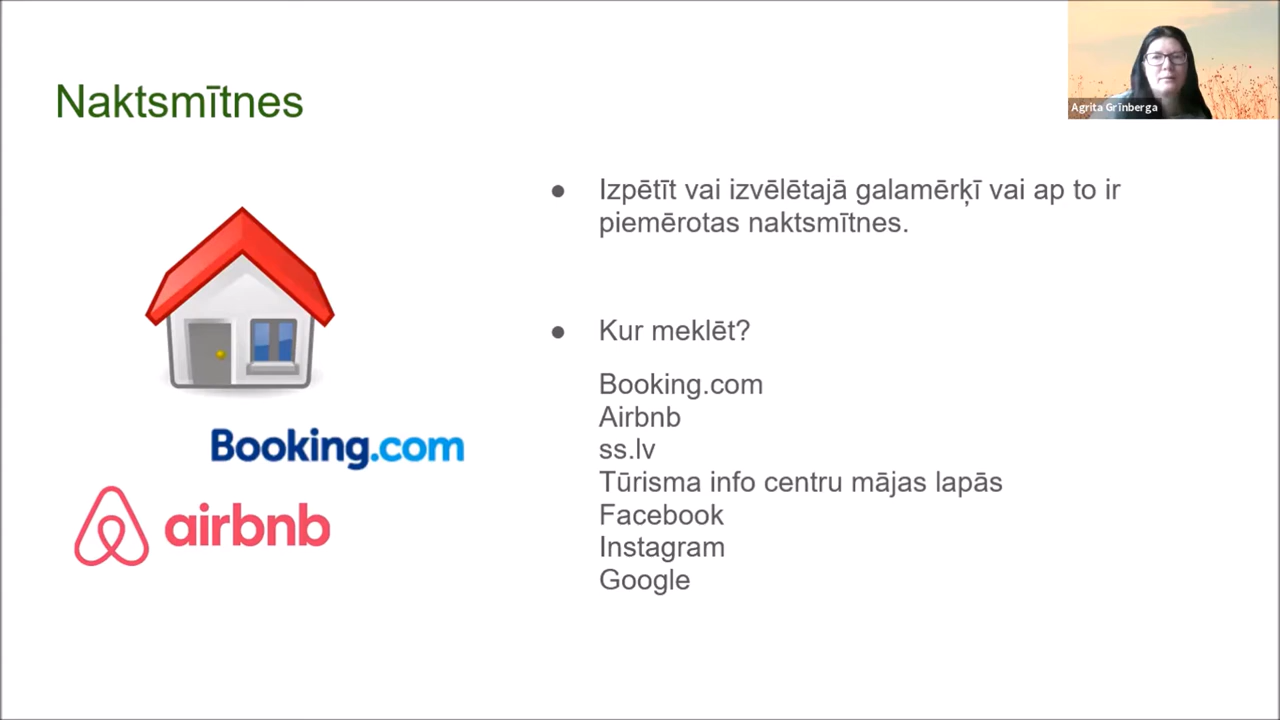 Naktsmītnes
Agrita Grīnberga
● Izpētīt vai izvēlētajā galamērķī vai ap to ir
piemērotas naktsmītnes.
● Kur meklēt?
Booking.com
Airbnb
ss.lv
Tūrisma info centru mājas lapās
Facebook
Instagram
Google
Booking.com
airbnb